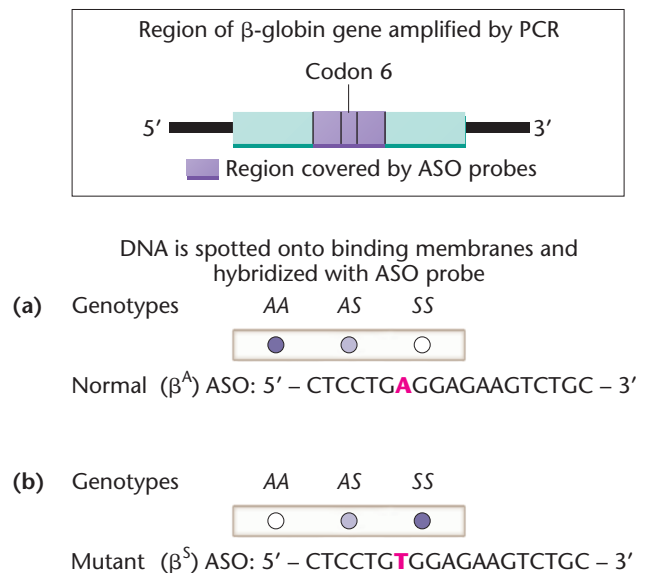 Region of β-globin gene amplified by PCR
Codon 6
5′ 3′
Region covered by ASO probes
DNA is spotted onto binding membranes and
hybridized with ASO probe
(a) Genotypes AA AS SS
Normal (β^A) ASO: 5′ – CTCCTGAGGAGAAGTCTGC – 3′
(b) Genotypes AA AS SS
Mutant (β^S) ASO: 5′ – CTCCTGTGGAGAAGTCTGC – 3′